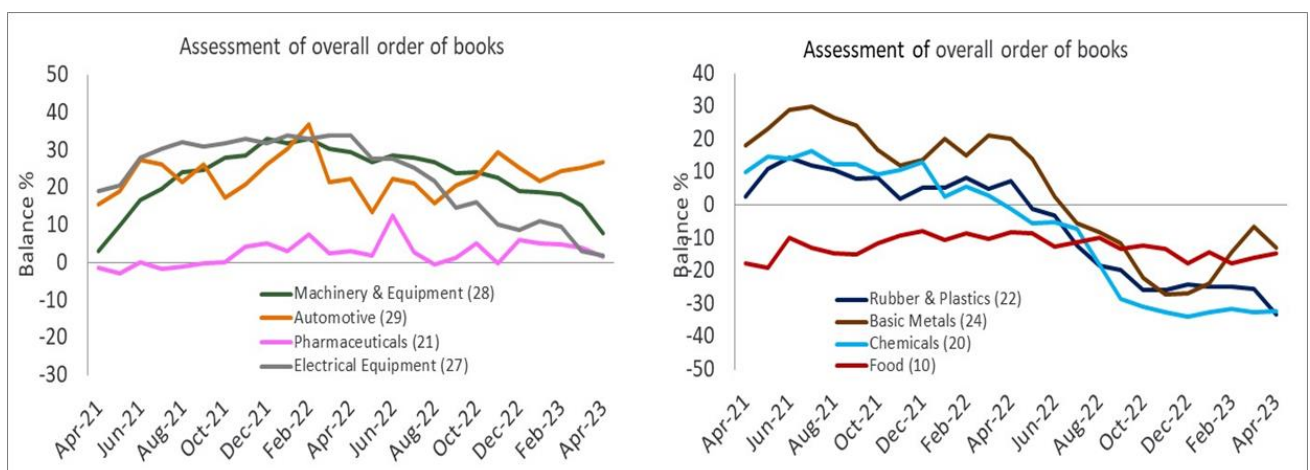 Assessment of overall order of books
Balance %
50
40
30
20
10
0
-10
-20
-30
Machinery & Equipment (28)
Automotive (29)
Pharmaceuticals (21)
Electrical Equipment (27)
Apr-21
Jun-21
Aug-21
Oct-21
Dec-21
Feb-22
Apr-22
Jun-22
Aug-22
Oct-22
Dec-22
Feb-23
Apr-23
Assessment of overall order of books
Balance %
40
30
20
10
0
-10
-20
-30
-40
-50
Rubber & Plastics (22)
Basic Metals (24)
Chemicals (20)
Food (10)
Apr-21
Jun-21
Aug-21
Oct-21
Dec-21
Feb-22
Apr-22
Jun-22
Aug-22
Oct-22
Dec-22
Feb-23
Apr-23